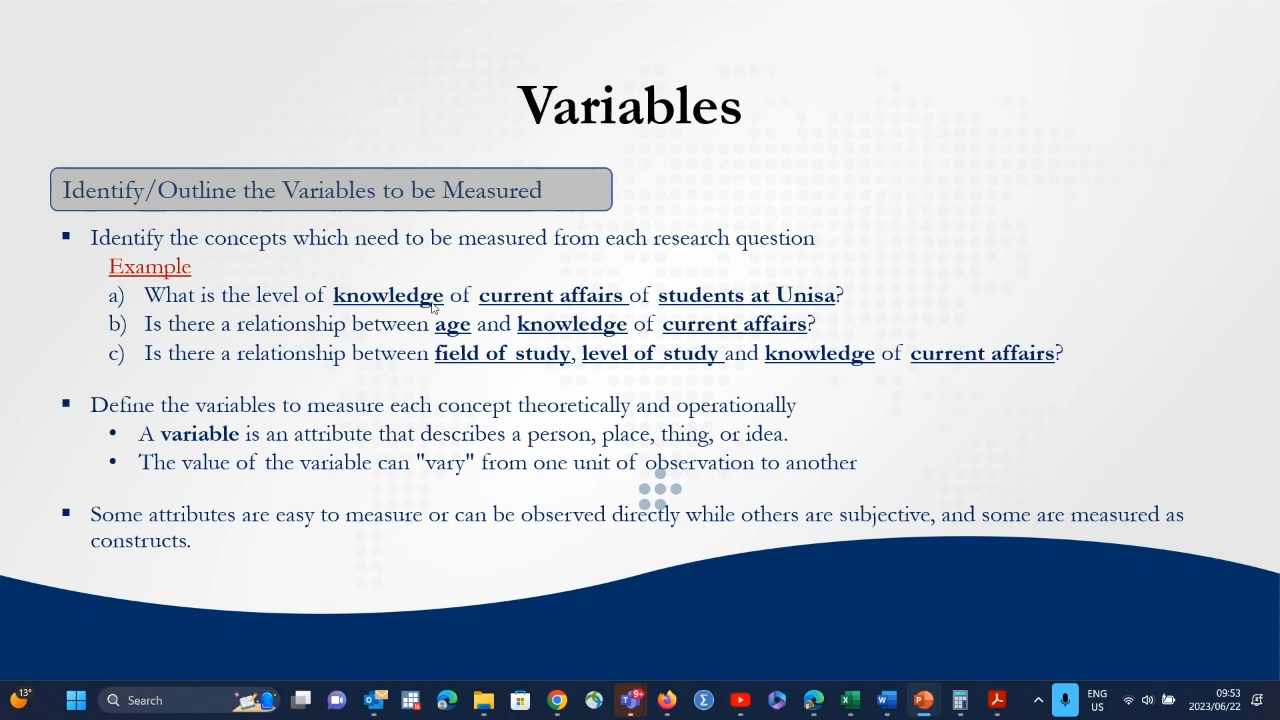 Variables
Identify/Outline the Variables to be Measured
▪ Identify the concepts which need to be measured from each research question
Example
a) What is the level of knowledge of current affairs of students at Unisa?
b) Is there a relationship between age and knowledge of current affairs?
c) Is there a relationship between field of study, level of study and knowledge of current affairs?
▪ Define the variables to measure each concept theoretically and operationally
• A variable is an attribute that describes a person, place, thing, or idea.
• The value of the variable can "vary" from one unit of observation to another
▪ Some attributes are easy to measure or can be observed directly while others are subjective, and some are measured as
constructs.
13°
Search
9+
ENG
US
09:53
2023/06/22